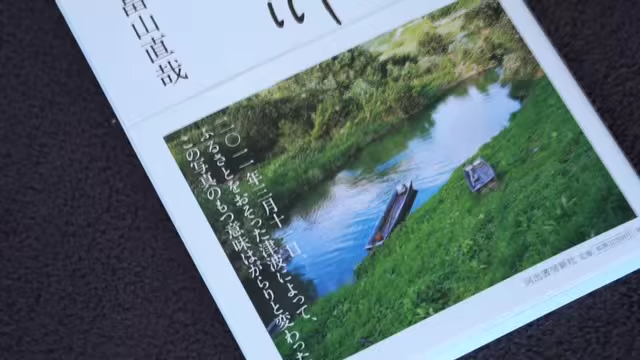 畠山直哉
二〇一一年三月十一日、
ふるさとをおそった津波によって、
この写真のもつ意味はがらりと変わった
河出書房新社